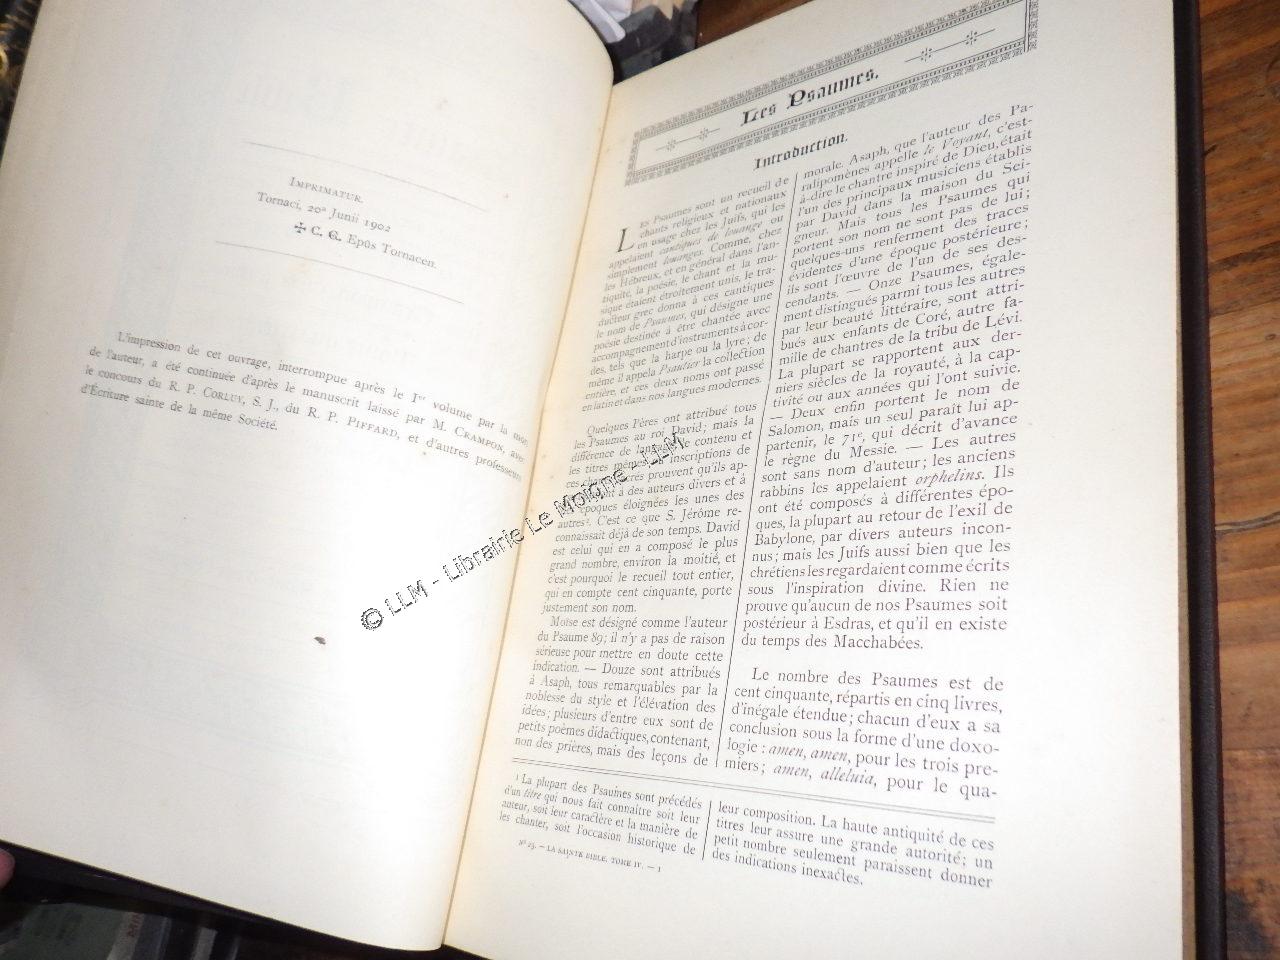 IMPRIMATUR.
Tornaci, 20ª Junii 1902
✠ C. G. Epũs Tornacen.
L'impression de cet ouvrage, interrompue après le Iᵉʳ volume par la mort
de l'auteur, a été continuée d'après le manuscrit laissé par M. CRAMPON, avec
le concours du R. P. CORLUY, S. J., du R. P. PIFFARD, et d'autres professeurs
d'Écriture sainte de la même Société.
Les Psaumes.
Introduction.
LES Psaumes sont un recueil de
chants religieux et nationaux
en usage chez les Juifs, qui les
appelaient cantiques de louange ou
simplement louanges. Comme, chez
les Hébreux, et en général dans l'an-
tiquité, la poésie, le chant et la mu-
sique étaient étroitement unis, le tra-
ducteur grec donna à ces cantiques
le nom de Psaumes, qui désigne une
poésie destinée à être chantée avec
accompagnement d'instruments à cor-
des, tels que la harpe ou la lyre; de
même il appela Psautier la collection
entière, et ces deux noms ont passé
en latin et dans nos langues modernes.
Quelques Pères ont attribué tous
les Psaumes au roi David; mais la
différence de langage, le contenu et
les titres mêmes ou inscriptions de
ces chants sacrés prouvent qu'ils ap-
à des auteurs divers et à
époques éloignées les unes des
autres¹. C'est ce que S. Jérôme re-
connaissait déjà de son temps. David
est celui qui en a composé le plus
grand nombre, environ la moitié, et
c'est pourquoi le recueil tout entier,
qui en compte cent cinquante, porte
justement son nom.
Moïse est désigné comme l'auteur
du Psaume 89; il n'y a pas de raison
sérieuse pour mettre en doute cette
indication. — Douze sont attribués
à Asaph, tous remarquables par la
noblesse du style et l'élévation des
idées; plusieurs d'entre eux sont de
petits poèmes didactiques, contenant,
non des prières, mais des leçons de
morale. Asaph, que l'auteur des Pa-
ralipomènes appelle le Voyant, c'est-
à-dire le chantre inspiré de Dieu, était
l'un des principaux musiciens établis
par David dans la maison du Sei-
gneur. Mais tous les Psaumes qui
portent son nom ne sont pas de lui;
quelques-uns renferment des traces
évidentes d'une époque postérieure;
ils sont l'œuvre de l'un de ses des-
cendants. — Onze Psaumes, égale-
ment distingués parmi tous les autres
par leur beauté littéraire, sont attri-
bués aux enfants de Coré, autre fa-
mille de chantres de la tribu de Lévi.
La plupart se rapportent aux der-
niers siècles de la royauté, à la cap-
tivité ou aux années qui l'ont suivie.
— Deux enfin portent le nom de
Salomon, mais un seul paraît lui ap-
partenir, le 71ᵉ, qui décrit d'avance
le règne du Messie. — Les autres
sont sans nom d'auteur; les anciens
rabbins les appelaient orphelins. Ils
ont été composés à différentes épo-
ques, la plupart au retour de l'exil de
Babylone, par divers auteurs incon-
nus; mais les Juifs aussi bien que les
chrétiens les regardaient comme écrits
sous l'inspiration divine. Rien ne
prouve qu'aucun de nos Psaumes soit
postérieur à Esdras, et qu'il en existe
du temps des Macchabées.
Le nombre des Psaumes est de
cent cinquante, répartis en cinq livres,
d'inégale étendue; chacun d'eux a sa
conclusion sous la forme d'une doxo-
logie : amen, amen, pour les trois pre-
miers; amen, alleluia, pour le qua-
¹ La plupart des Psaumes sont précédés
d'un titre qui nous fait connaître soit leur
auteur, soit leur caractère et la manière de
les chanter, soit l'occasion historique de
leur composition. La haute antiquité de ces
titres leur assure une grande autorité; un
petit nombre seulement paraissent donner
des indications inexactes.
Nº 25. — LA SAINTE BIBLE. TOME IV. — 1
© LLM - Librairie Le Moigne - LLM